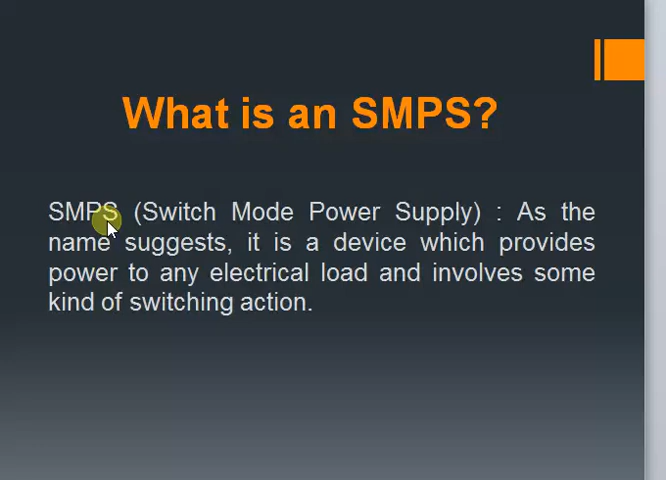 What is an SMPS?
SMPS (Switch Mode Power Supply) : As the
name suggests, it is a device which provides
power to any electrical load and involves some
kind of switching action.